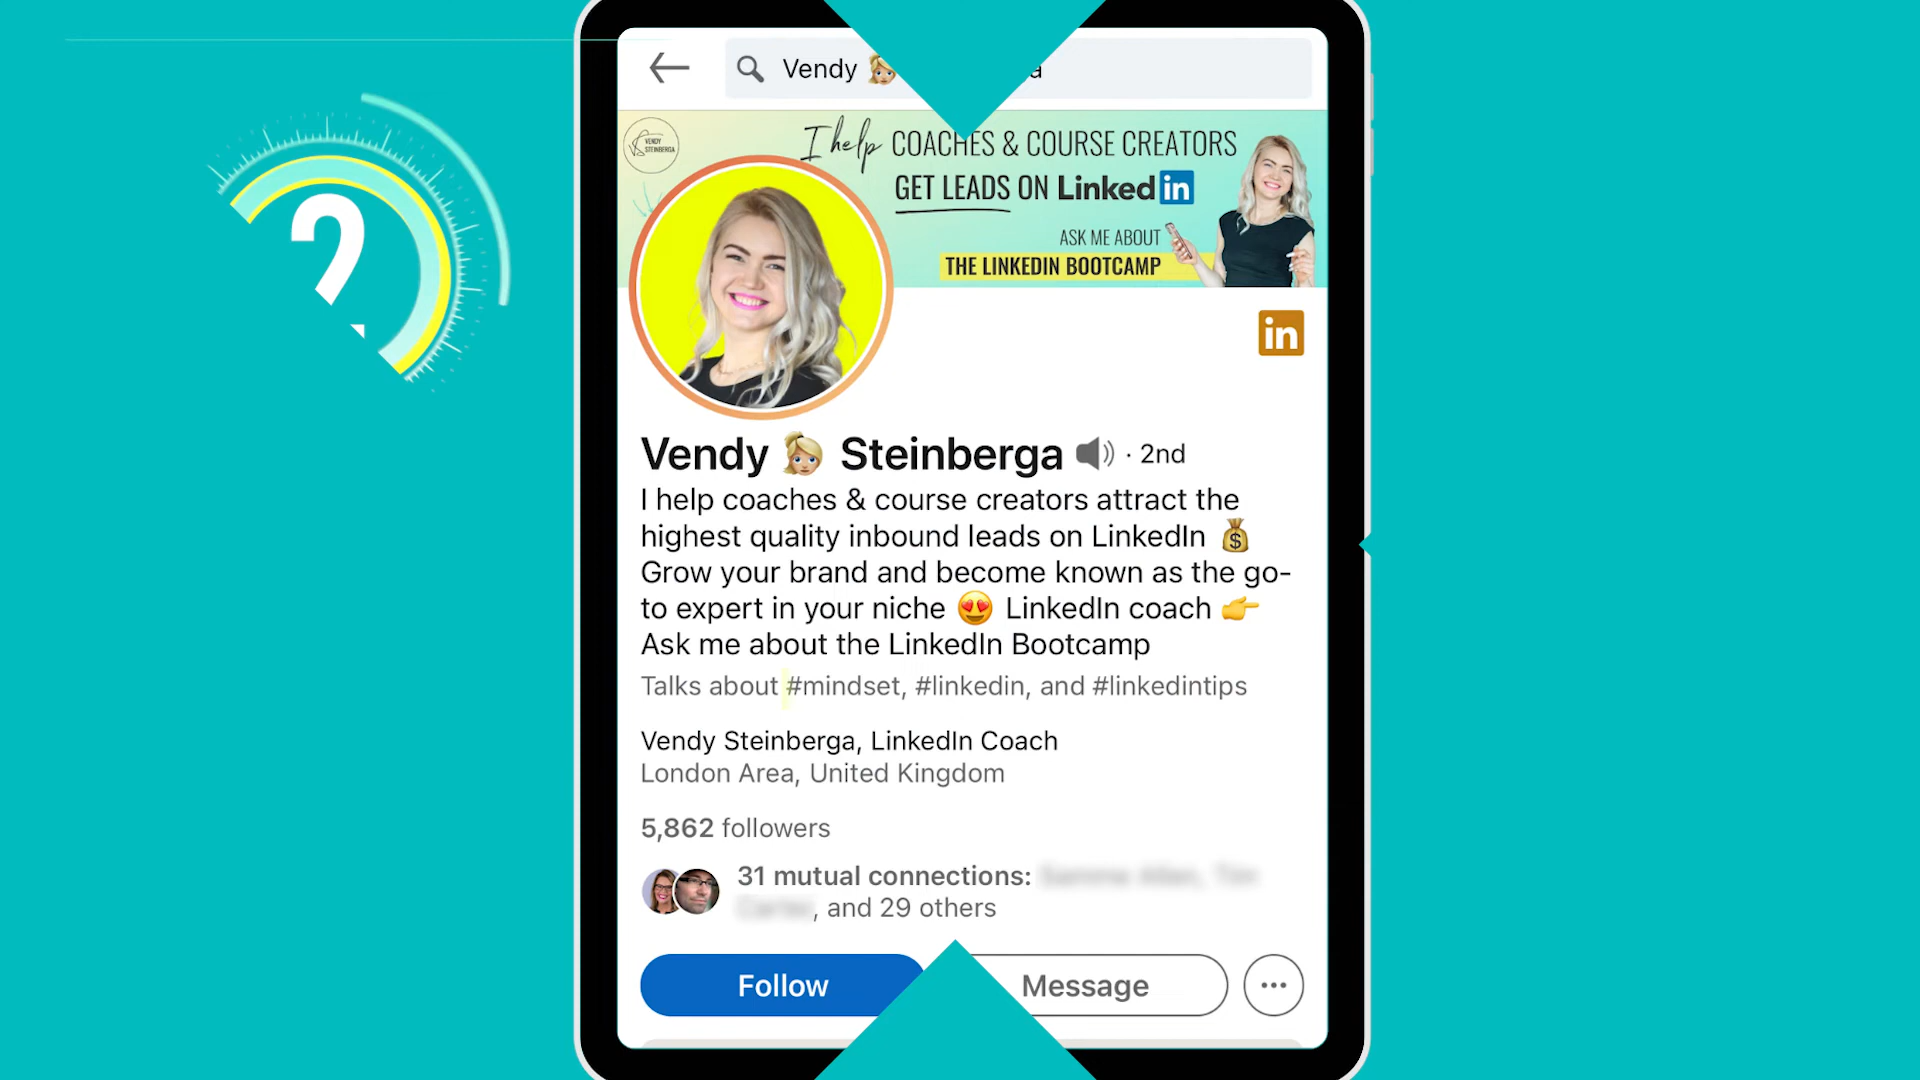 2
Vendy 👱‍♀️ a
VENDY
STEINBERGA
I help COACHES & COURSE CREATORS
GET LEADS ON Linkedin
ASK ME ABOUT
THE LINKEDIN BOOTCAMP
in
Vendy 👱‍♀️ Steinberga · 2nd
I help coaches & course creators attract the
highest quality inbound leads on LinkedIn 💰
Grow your brand and become known as the go-
to expert in your niche 😍 LinkedIn coach 👉
Ask me about the LinkedIn Bootcamp
Talks about #mindset, #linkedin, and #linkedintips
Vendy Steinberga, LinkedIn Coach
London Area, United Kingdom
5,862 followers
31 mutual connections:
, and 29 others
Follow
Message